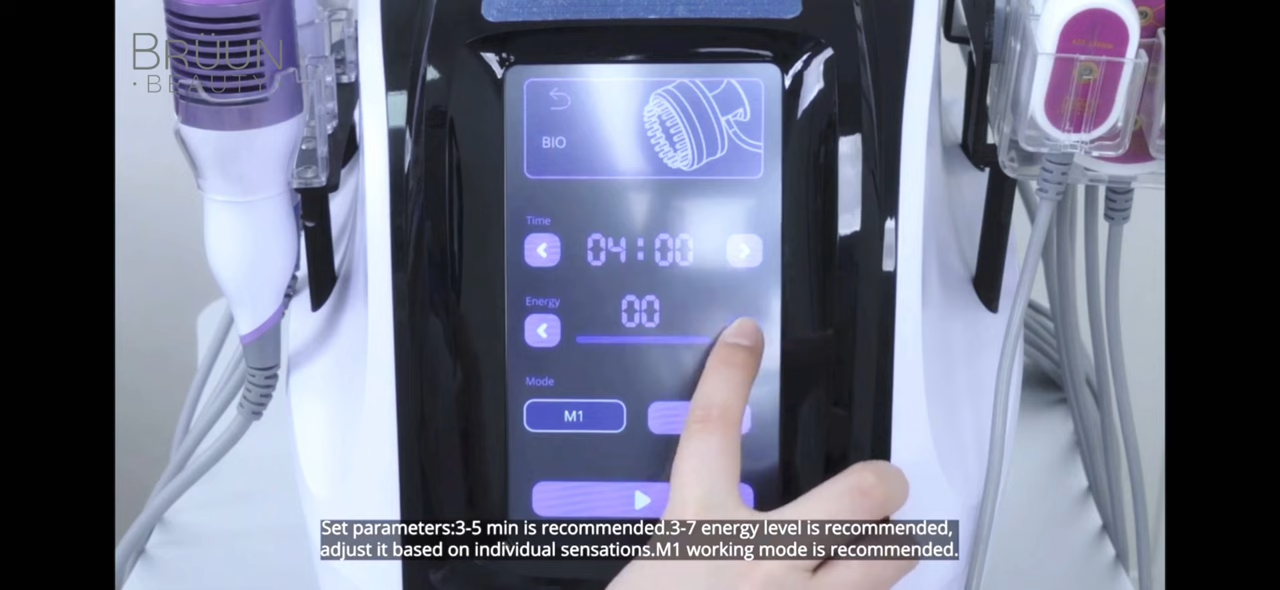 BRÜUN
·BEAUTY·
BIO
Time
04:00
Energy
00
Mode
M1
Set parameters:3-5 min is recommended.3-7 energy level is recommended,
adjust it based on individual sensations.M1 working mode is recommended.